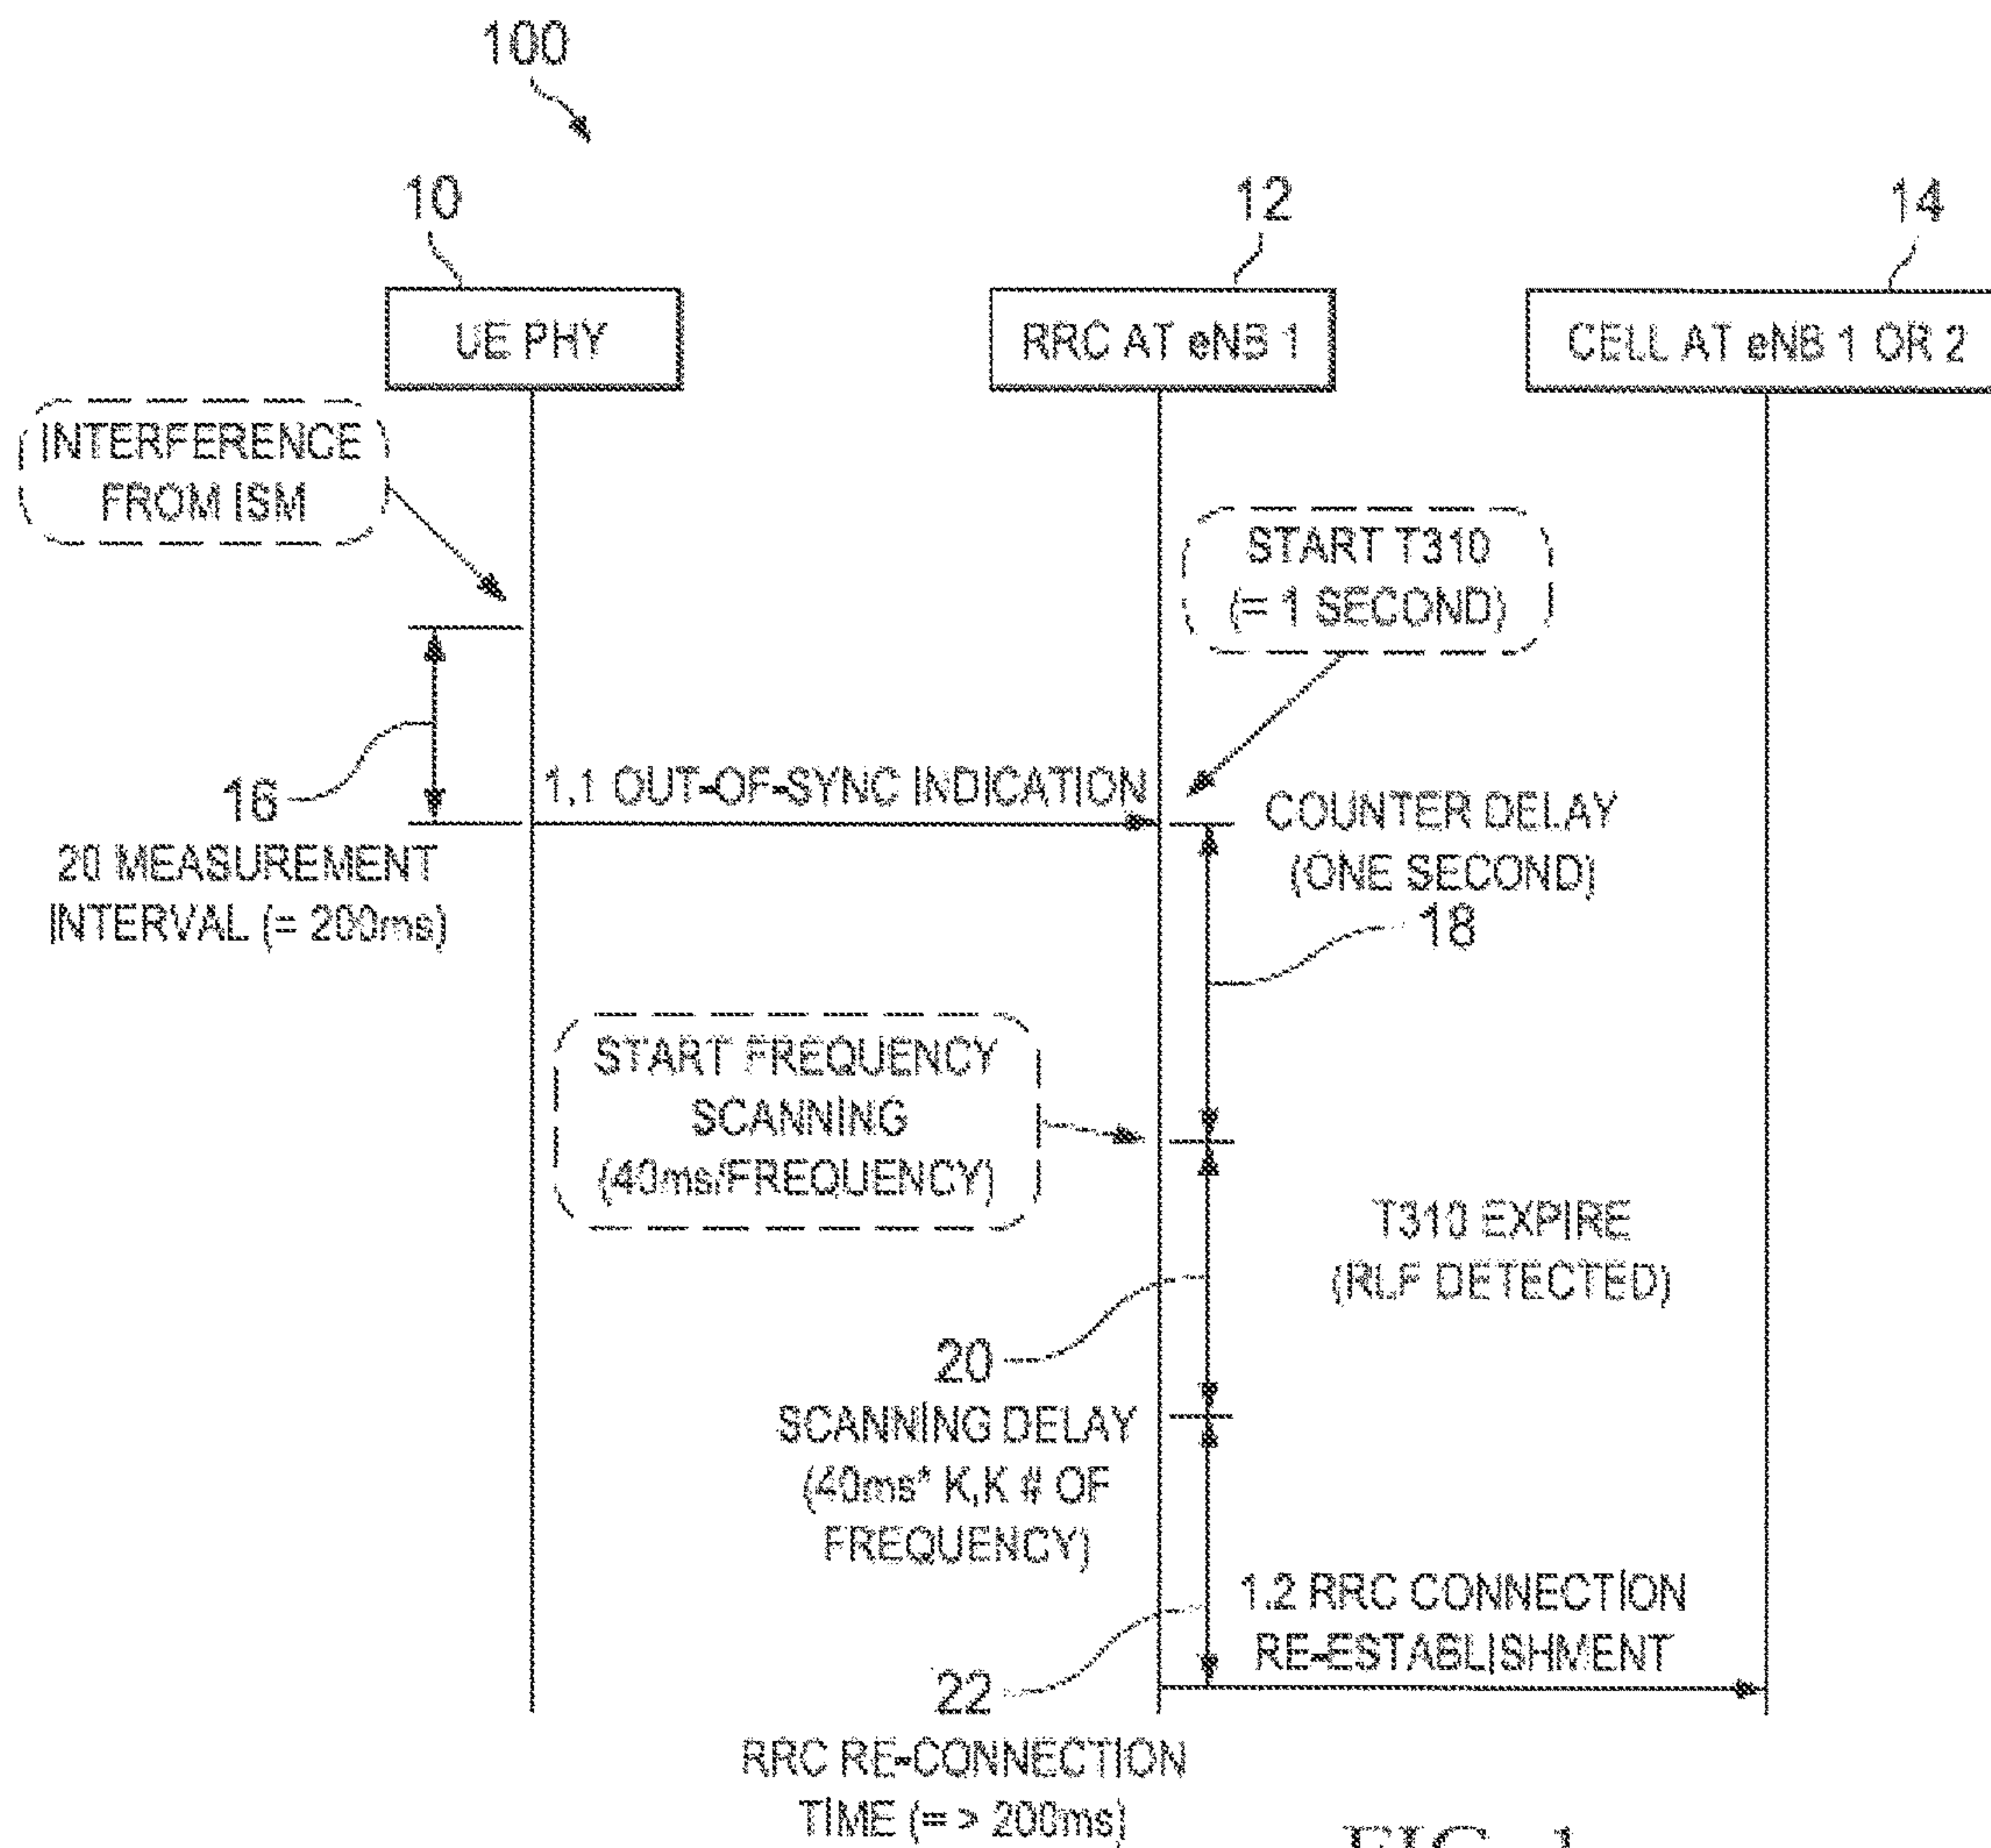 100
10
12
14
UE PHY
RRC AT eNB 1
CELL AT eNB 1 OR 2
INTERFERENCE
FROM ISM
START T310
(= 1 SECOND)
16
20 MEASUREMENT
INTERVAL (= 200ms)
1.1 OUT-OF-SYNC INDICATION
COUNTER DELAY
(ONE SECOND)
18
START FREQUENCY
SCANNING
(40ms/FREQUENCY)
T310 EXPIRE
(RLF DETECTED)
20
SCANNING DELAY
(40ms* K,K # OF
FREQUENCY)
1.2 RRC CONNECTION
RE-ESTABLISHMENT
22
RRC RE-CONNECTION
TIME (= > 200ms)
FIG. 1